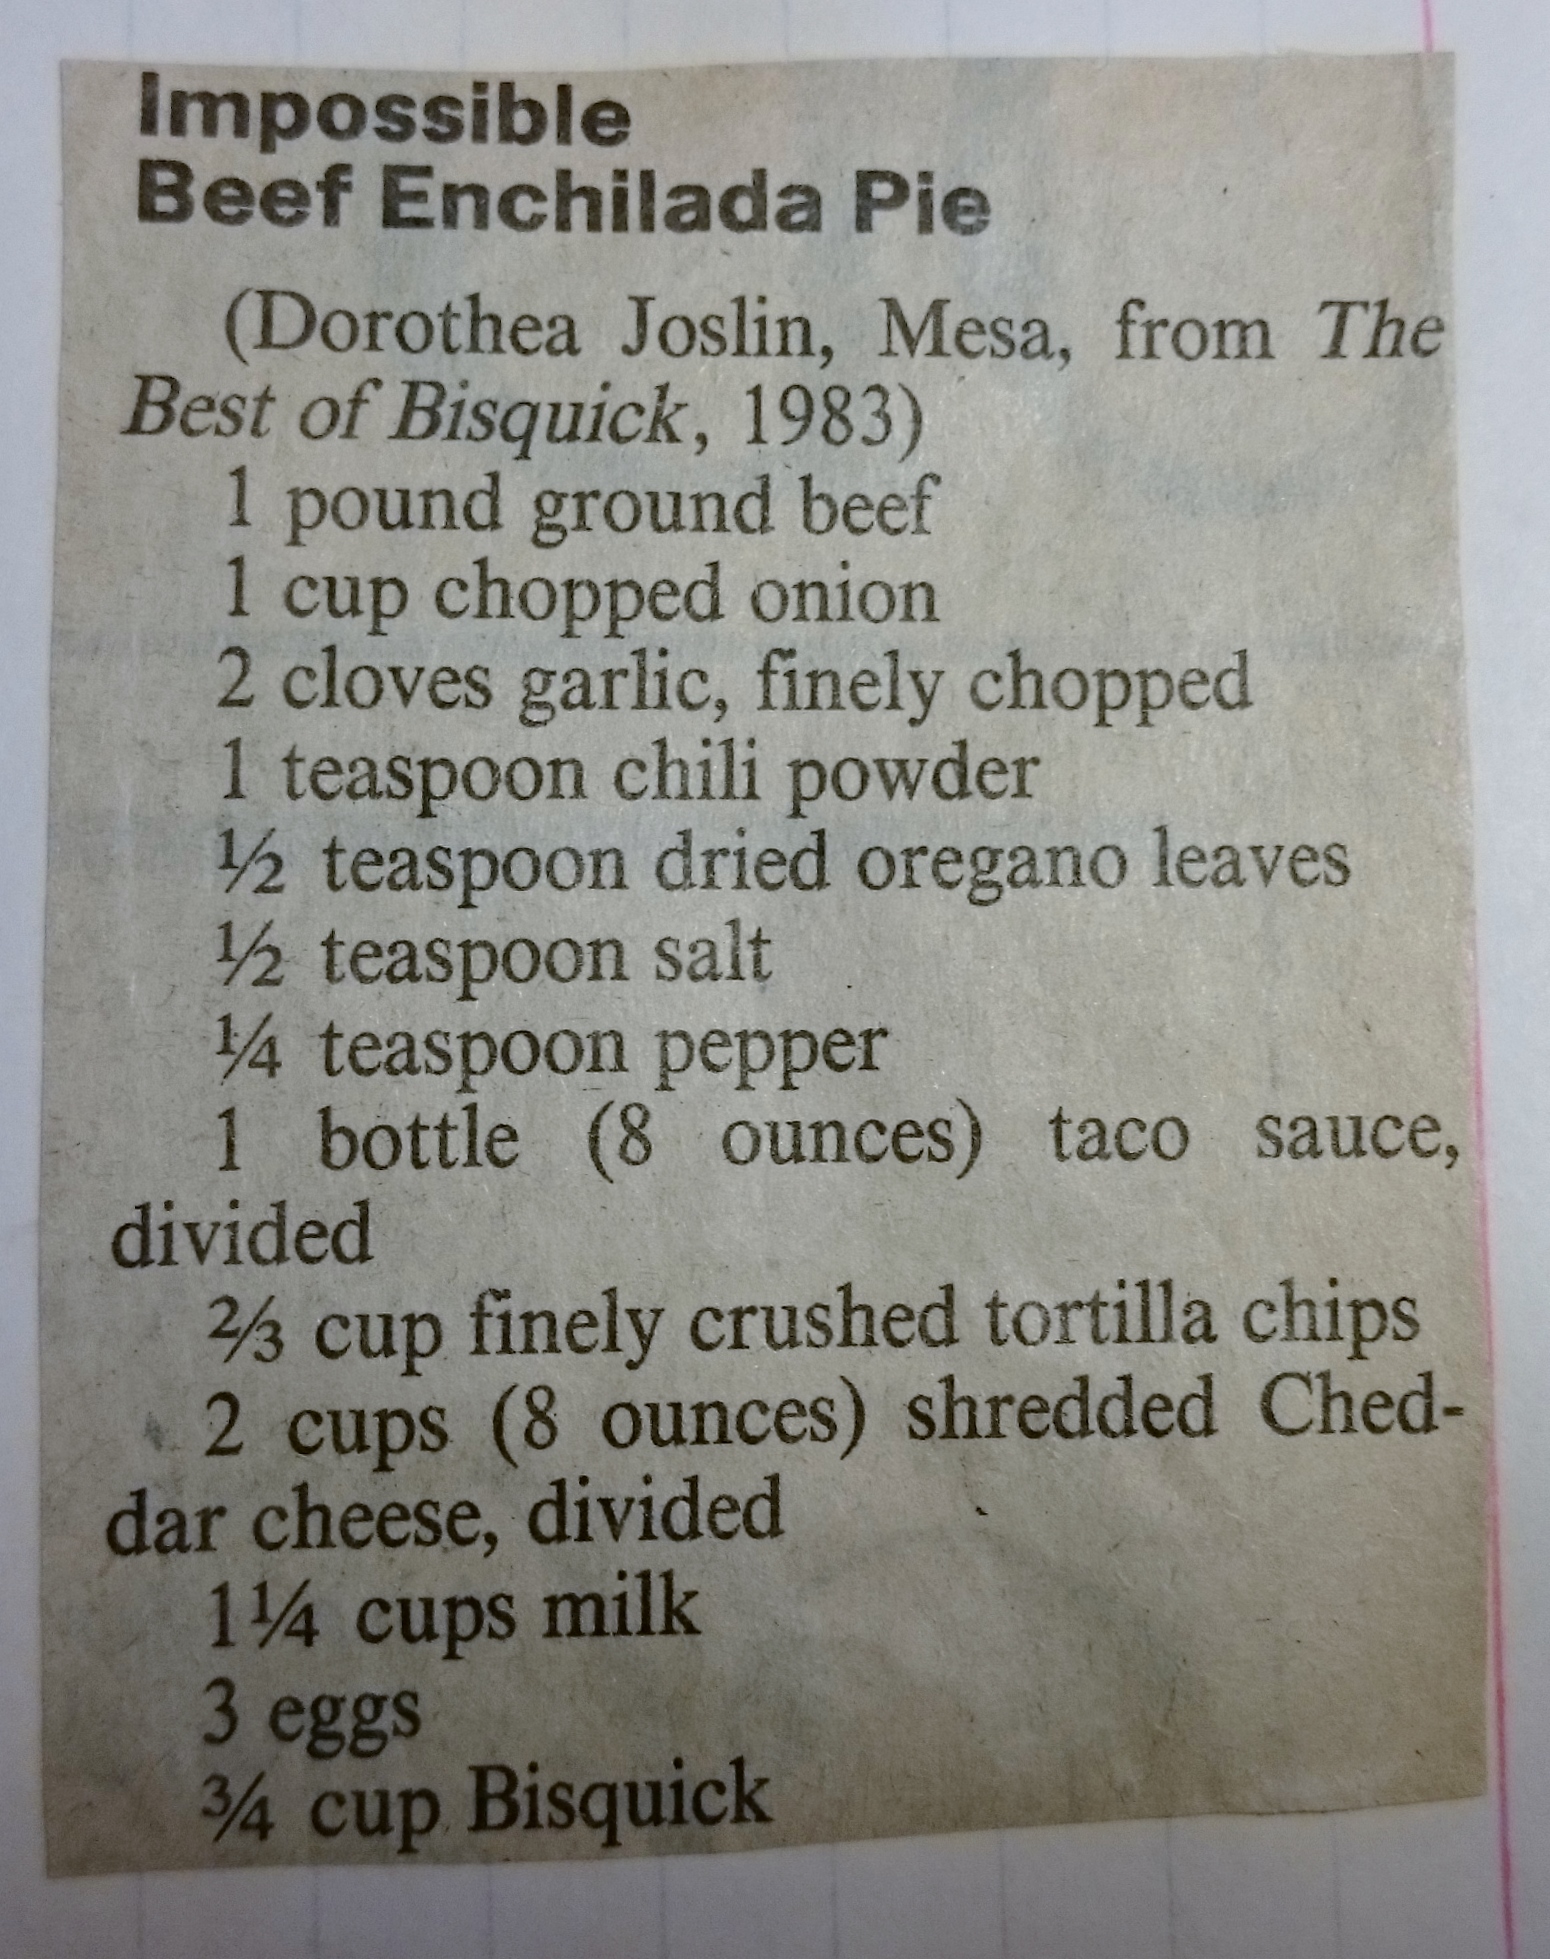 Impossible
Beef Enchilada Pie
(Dorothea Joslin, Mesa, from The
Best of Bisquick, 1983)
1 pound ground beef
1 cup chopped onion
2 cloves garlic, finely chopped
1 teaspoon chili powder
½ teaspoon dried oregano leaves
½ teaspoon salt
¼ teaspoon pepper
1 bottle (8 ounces) taco sauce,
divided
⅔ cup finely crushed tortilla chips
2 cups (8 ounces) shredded Ched-
dar cheese, divided
1¼ cups milk
3 eggs
¾ cup Bisquick